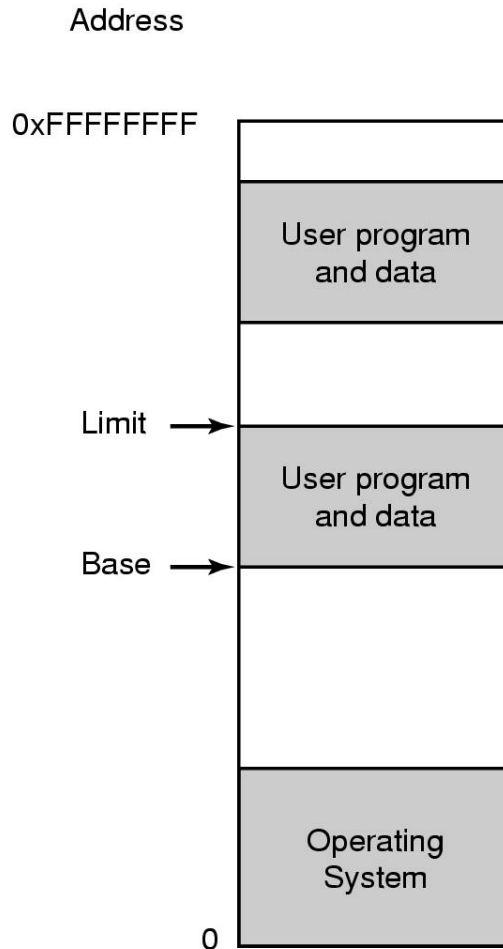 Address
0xFFFFFFFF
User program
and data
Limit
User program
and data
Base
Operating
System
0